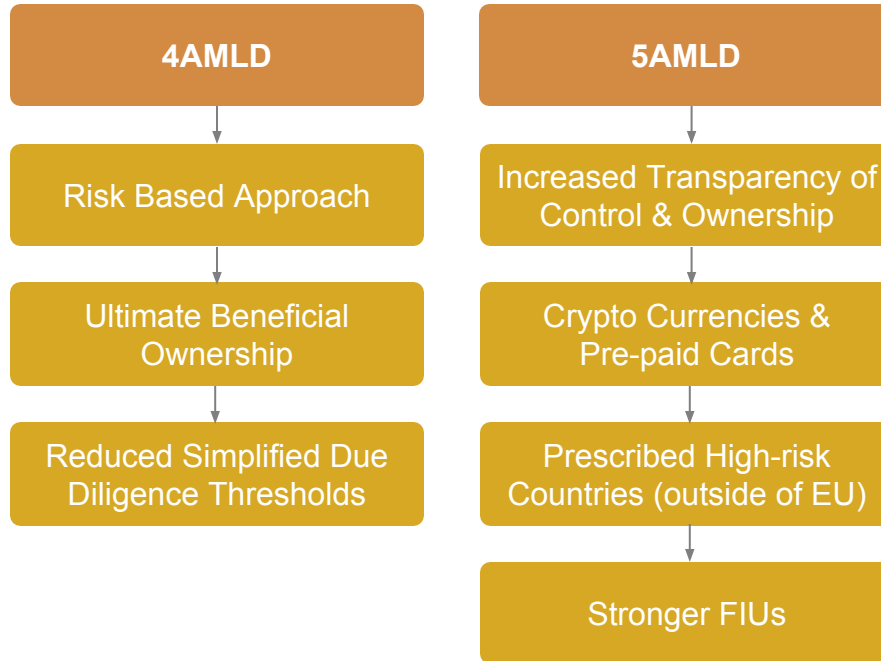 4AMLD
Risk Based Approach
Ultimate Beneficial
Ownership
Reduced Simplified Due
Diligence Thresholds
5AMLD
Increased Transparency of
Control & Ownership
Crypto Currencies &
Pre-paid Cards
Prescribed High-risk
Countries (outside of EU)
Stronger FIUs